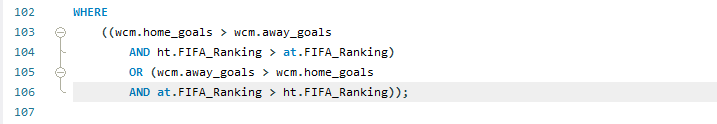 102 WHERE
103 ((wcm.home_goals > wcm.away_goals
104 AND ht.FIFA_Ranking > at.FIFA_Ranking)
105 OR (wcm.away_goals > wcm.home_goals
106 AND at.FIFA_Ranking > ht.FIFA_Ranking));
107